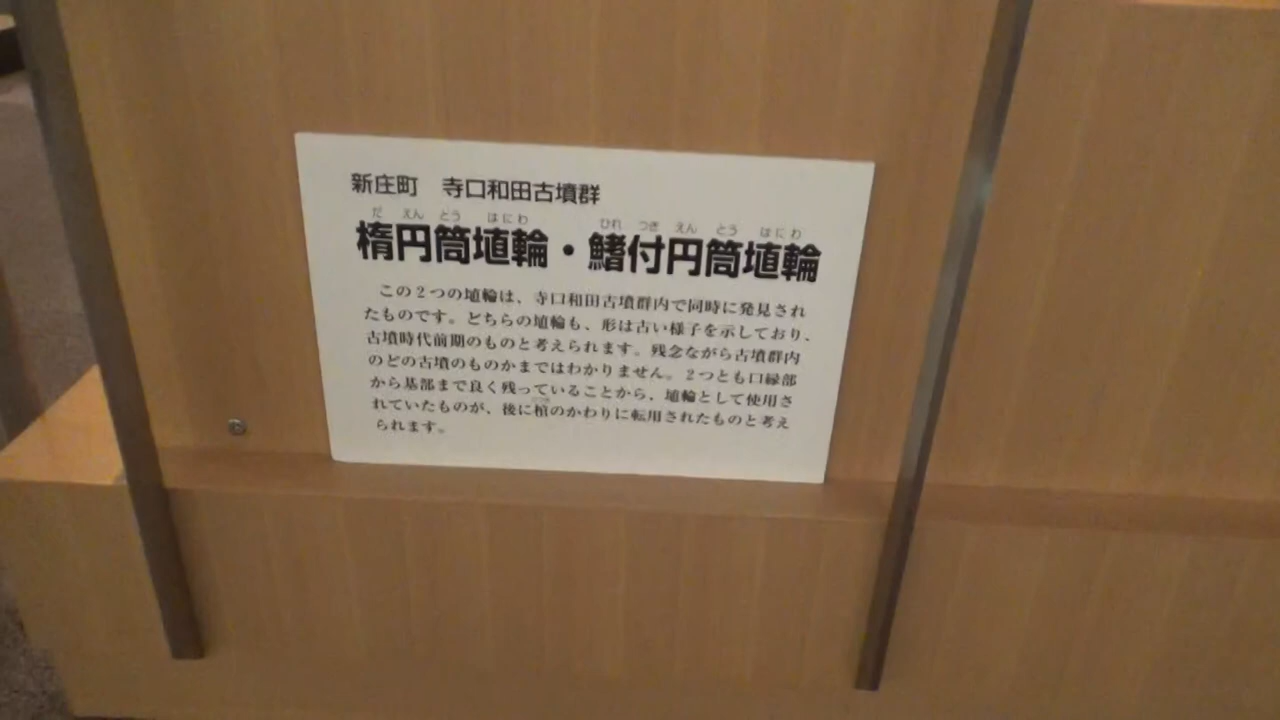 新庄町　寺口和田古墳群
だ えん とう はにわ ひれ つき えん とう はにわ
楕円筒埴輪・鰭付円筒埴輪
この２つの埴輪は、寺口和田古墳群内で同時に発見され
たものです。どちらの埴輪も、形は古い様子を示しており、
古墳時代前期のものと考えられます。残念ながら古墳群内
のどの古墳のものかまではわかりません。２つとも口縁部
から基部まで良く残っていることから、埴輪として使用さ
れていたものが、後に棺のかわりに転用されたものと考え
られます。